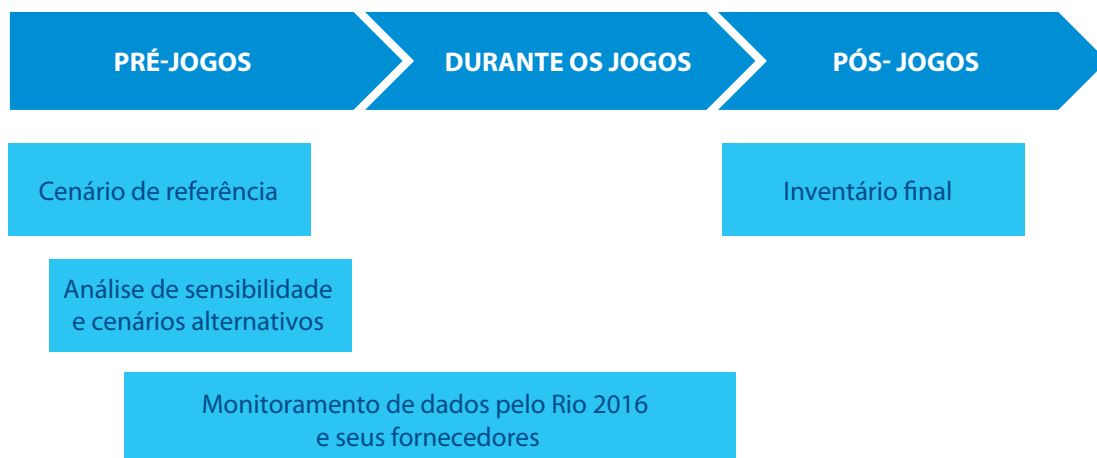 PRÉ-JOGOS
DURANTE OS JOGOS
PÓS- JOGOS
Cenário de referência
Inventário final
Análise de sensibilidade
e cenários alternativos
Monitoramento de dados pelo Rio 2016
e seus fornecedores